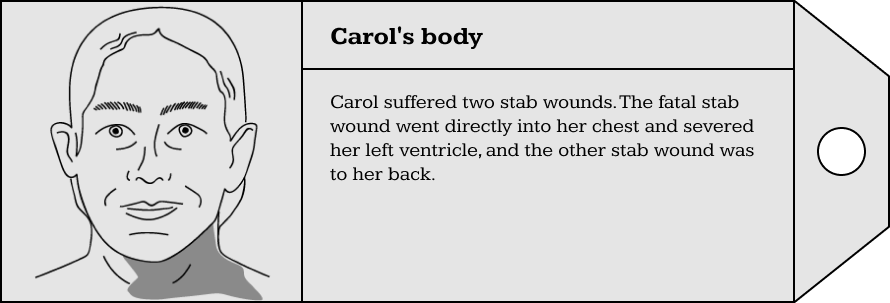 Carol's body
Carol suffered two stab wounds. The fatal stab
wound went directly into her chest and severed
her left ventricle, and the other stab wound was
to her back.